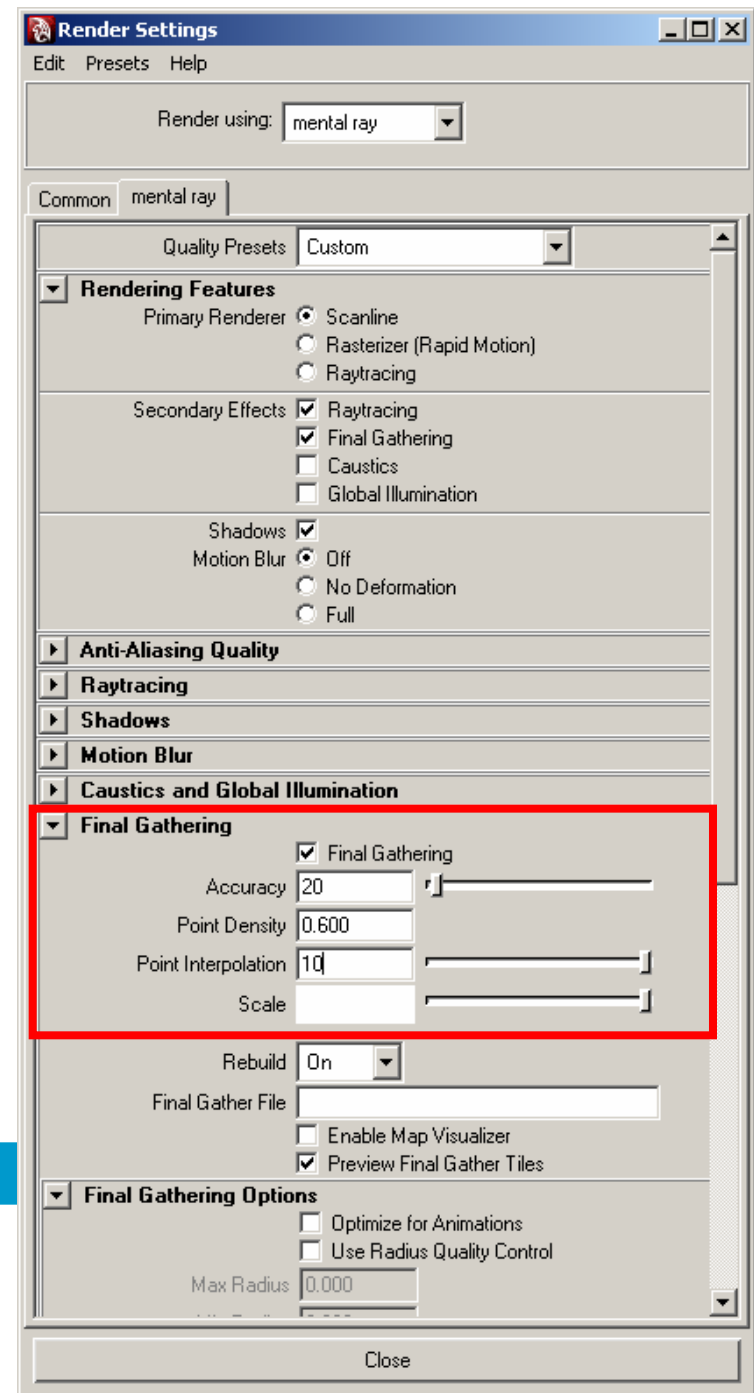 Render Settings
Edit Presets Help
Render using: mental ray
Common mental ray
Quality Presets Custom
Rendering Features
Primary Renderer Scanline
Rasterizer (Rapid Motion)
Raytracing
Secondary Effects Raytracing
Final Gathering
Caustics
Global Illumination
Shadows
Motion Blur Off
No Deformation
Full
Anti-Aliasing Quality
Raytracing
Shadows
Motion Blur
Caustics and Global Illumination
Final Gathering
Final Gathering
Accuracy 20
Point Density 0.600
Point Interpolation 10
Scale
Rebuild On
Final Gather File
Enable Map Visualizer
Preview Final Gather Tiles
Final Gathering Options
Optimize for Animations
Use Radius Quality Control
Max Radius 0.000
Close